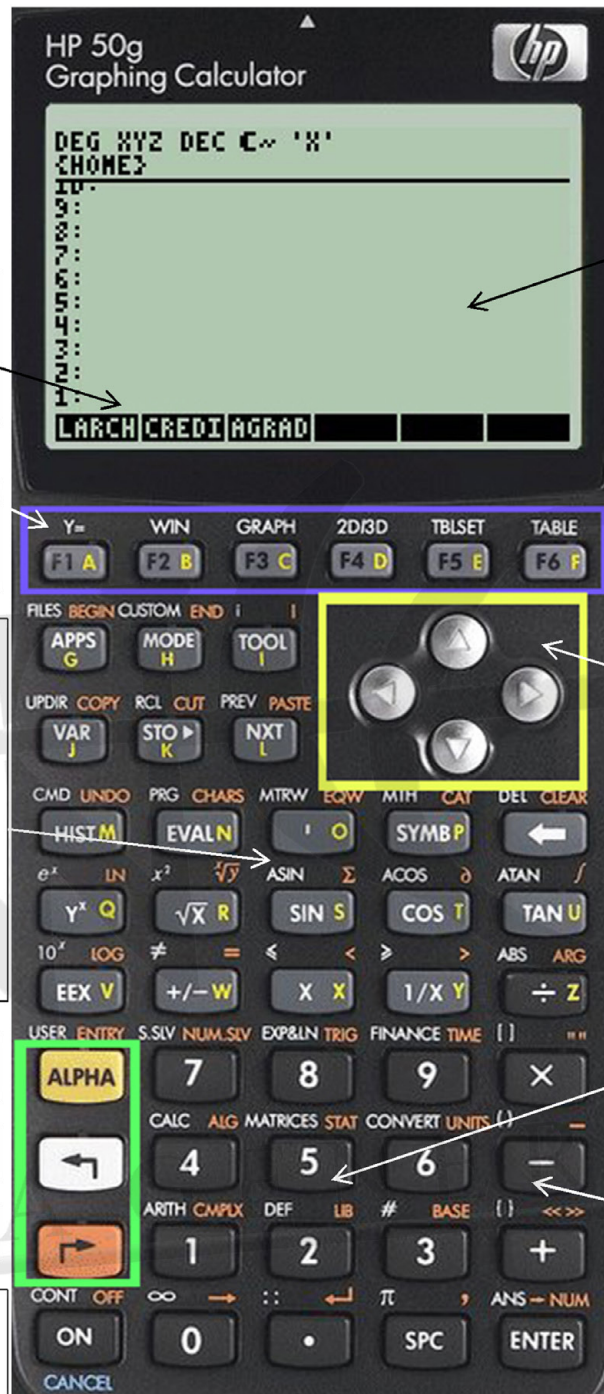 HP 50g
Graphing Calculator
hp
DEG XYZ DEC C~ 'X'
{HOME}
10:
9:
8:
7:
6:
5:
4:
3:
2:
1:
LARCH CREDI AGRAD
Y= WIN GRAPH 2D/3D TBLSET TABLE
F1 A F2 B F3 C F4 D F5 E F6 F
FILES BEGIN CUSTOM END i I
APPS G MODE H TOOL I
UPDIR COPY RCL CUT PREV PASTE
VAR J STO▶ K NXT L
CMD UNDO PRG CHARS MTRW EQW MTH CAT DEL CLEAR
HIST M EVAL N ' O SYMB P
eˣ LN x² ˣ√y ASIN Σ ACOS ∂ ATAN ∫
Yˣ Q √X R SIN S COS T TAN U
10ˣ LOG ≠ = ≤ < ≥ > ABS ARG
EEX V +/− W X X 1/X Y ÷ Z
USER ENTRY S.SLV NUM.SLV EXP&LN TRIG FINANCE TIME [ ] " "
ALPHA 7 8 9 ×
CALC ALG MATRICES STAT CONVERT UNITS ( ) _
4 5 6 −
ARITH CMPLX DEF LIB # BASE { } « »
1 2 3 +
CONT OFF ∞ → : : ↵ π , ANS → NUM
ON 0 . SPC ENTER
CANCEL